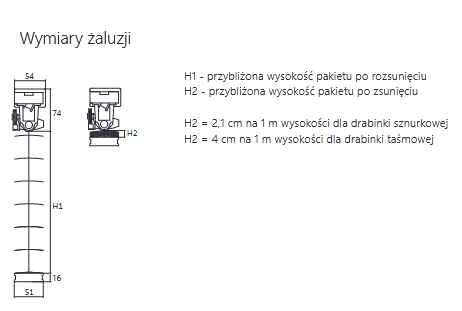 Wymiary żaluzji
54
74
H2
H1
16
51
H1 - przybliżona wysokość pakietu po rozsunięciu
H2 - przybliżona wysokość pakietu po zsunięciu
H2 = 2,1 cm na 1 m wysokości dla drabinki sznurkowej
H2 = 4 cm na 1 m wysokości dla drabinki taśmowej